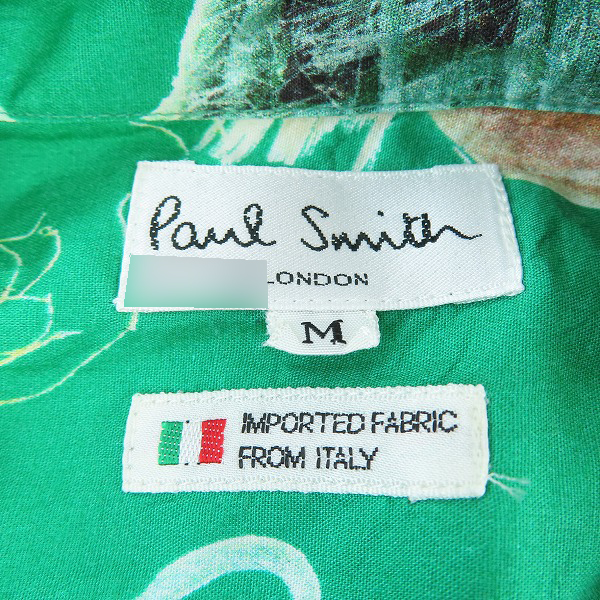 Paul Smith
LONDON
M
IMPORTED FABRIC
FROM ITALY